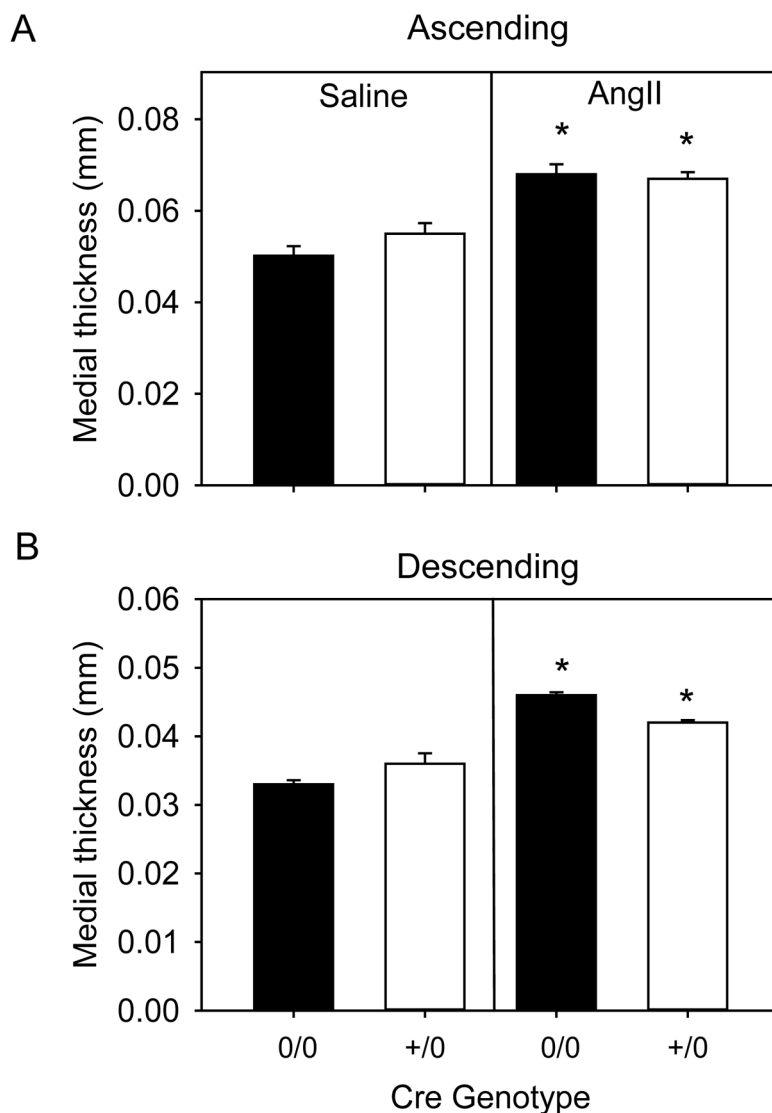 A
Ascending
Saline
AngII
0.08
0.06
0.04
0.02
0.00
Medial thickness (mm)
* *
B
Descending
0.06
0.05
0.04
0.03
0.02
0.01
0.00
Medial thickness (mm)
* *
0/0 +/0 0/0 +/0
Cre Genotype